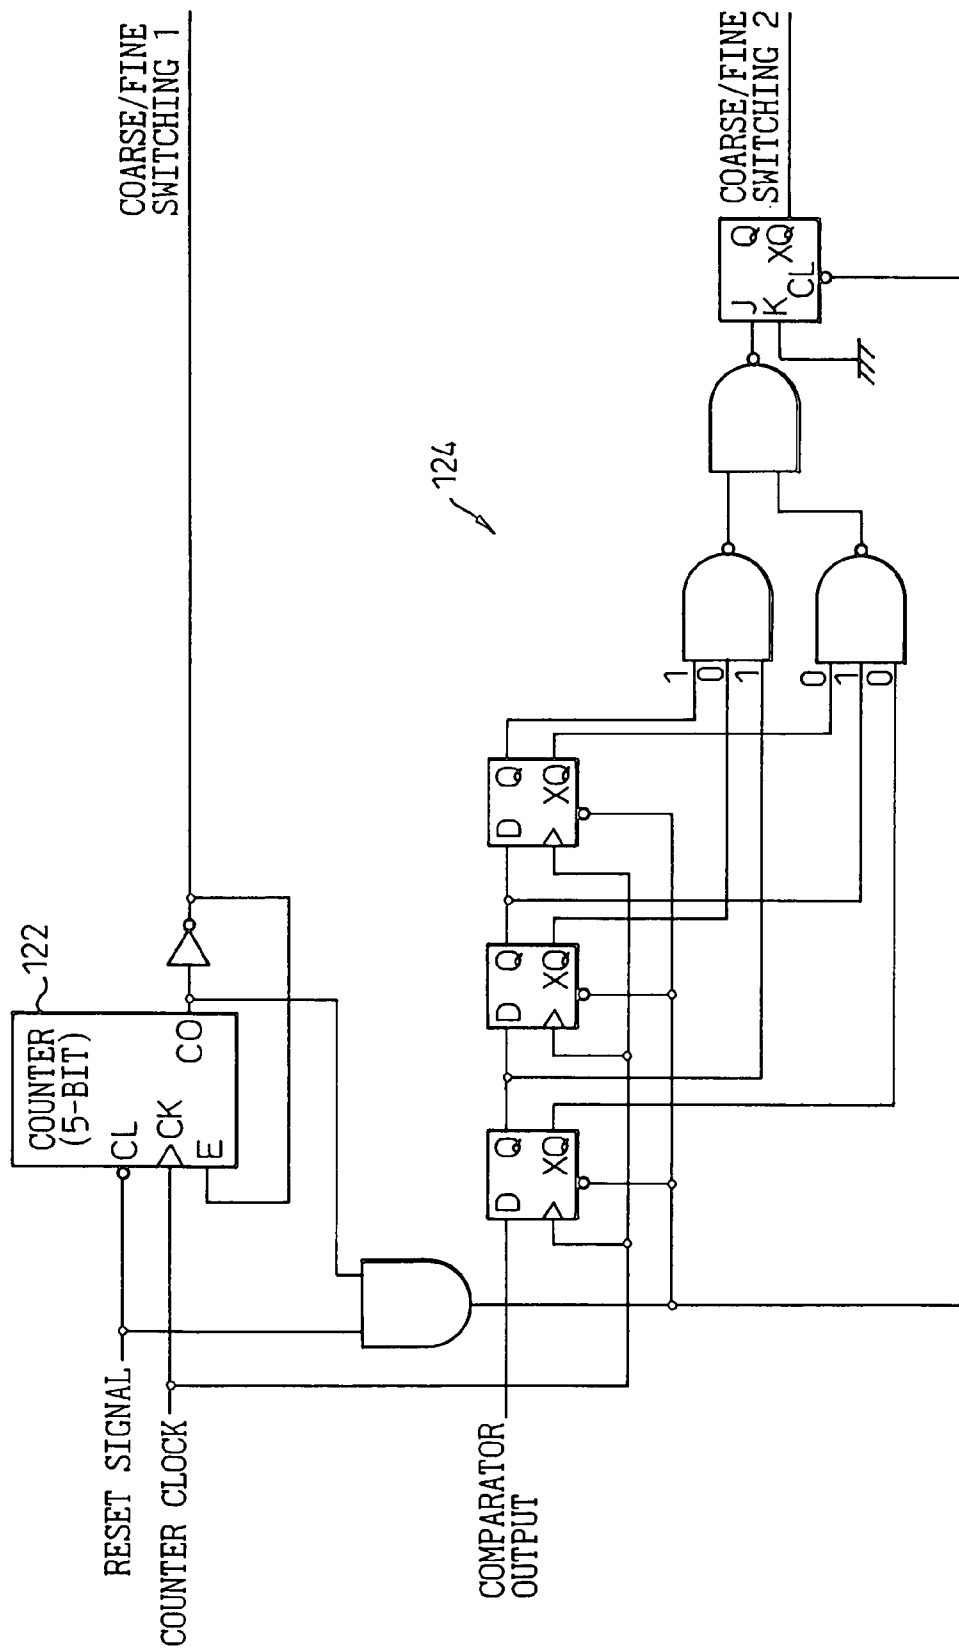 COARSE/FINE
SWITCHING 1
122
COUNTER
(5-BIT)
CL
CK
E
CO
RESET SIGNAL
COUNTER CLOCK
124
COMPARATOR
OUTPUT
D Q
XQ
D Q
XQ
D Q
XQ
1
0
1
0
1
0
J Q
K XQ
CL
COARSE/FINE
SWITCHING 2